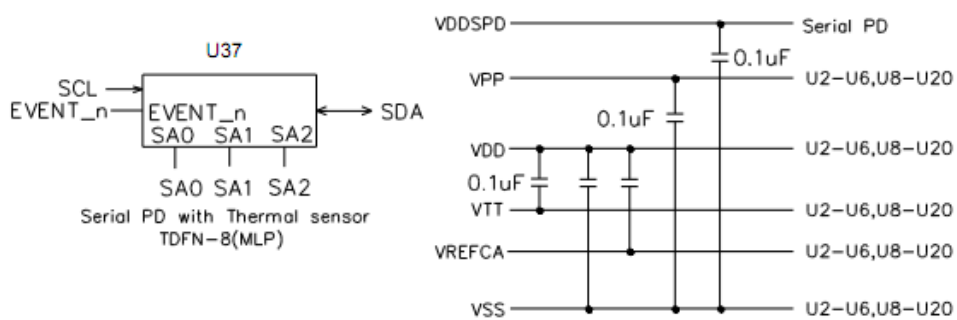 U37
SCL
EVENT_n
EVENT_n
SDA
SA0 SA1 SA2
SA0 SA1 SA2
Serial PD with Thermal sensor
TDFN-8(MLP)
VDDSPD Serial PD
0.1uF
VPP U2-U6,U8-U20
0.1uF
VDD U2-U6,U8-U20
0.1uF
VTT U2-U6,U8-U20
VREFCA U2-U6,U8-U20
VSS U2-U6,U8-U20